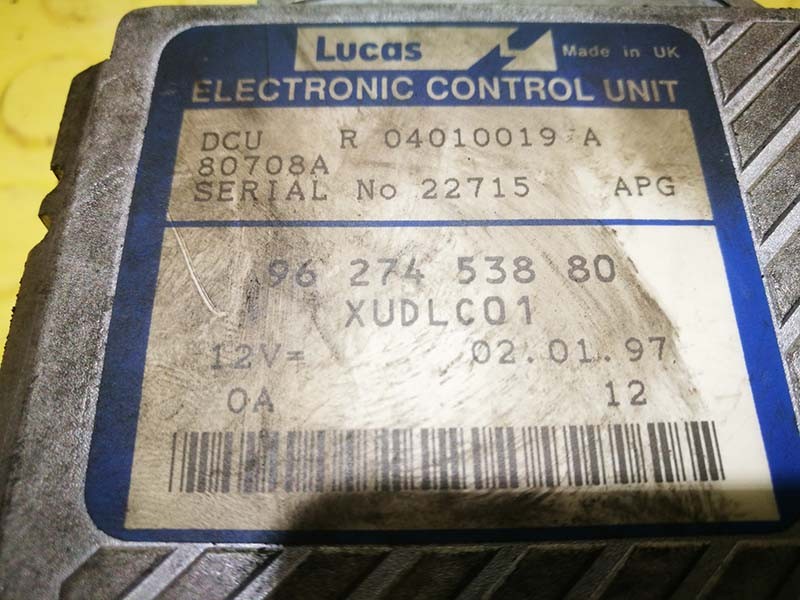 Lucas Made in UK
ELECTRONIC CONTROL UNIT
DCU R 04010019 A
80708A
SERIAL No 22715 APG
96 274 538 80
XUDLCQ1
12V= 02.01.97
0A 12